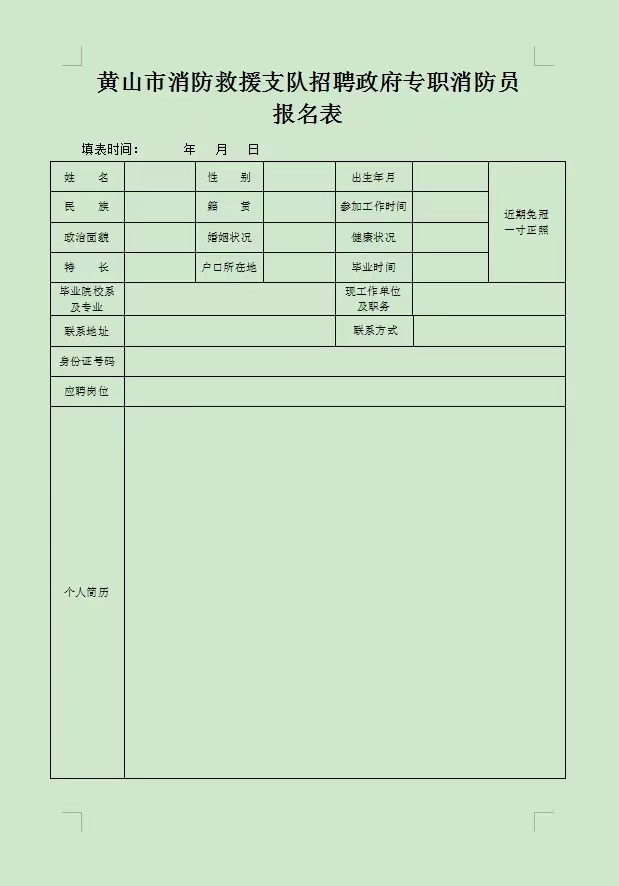 黄山市消防救援支队招聘政府专职消防员
报名表
填表时间： 年 月 日
姓 名 性 别 出生年月
民 族 籍 贯 参加工作时间
近期免冠
一寸正照
政治面貌 婚姻状况 健康状况
特 长 户口所在地 毕业时间
毕业院校系
及专业
现工作单位
及职务
联系地址 联系方式
身份证号码
应聘岗位
个人简历